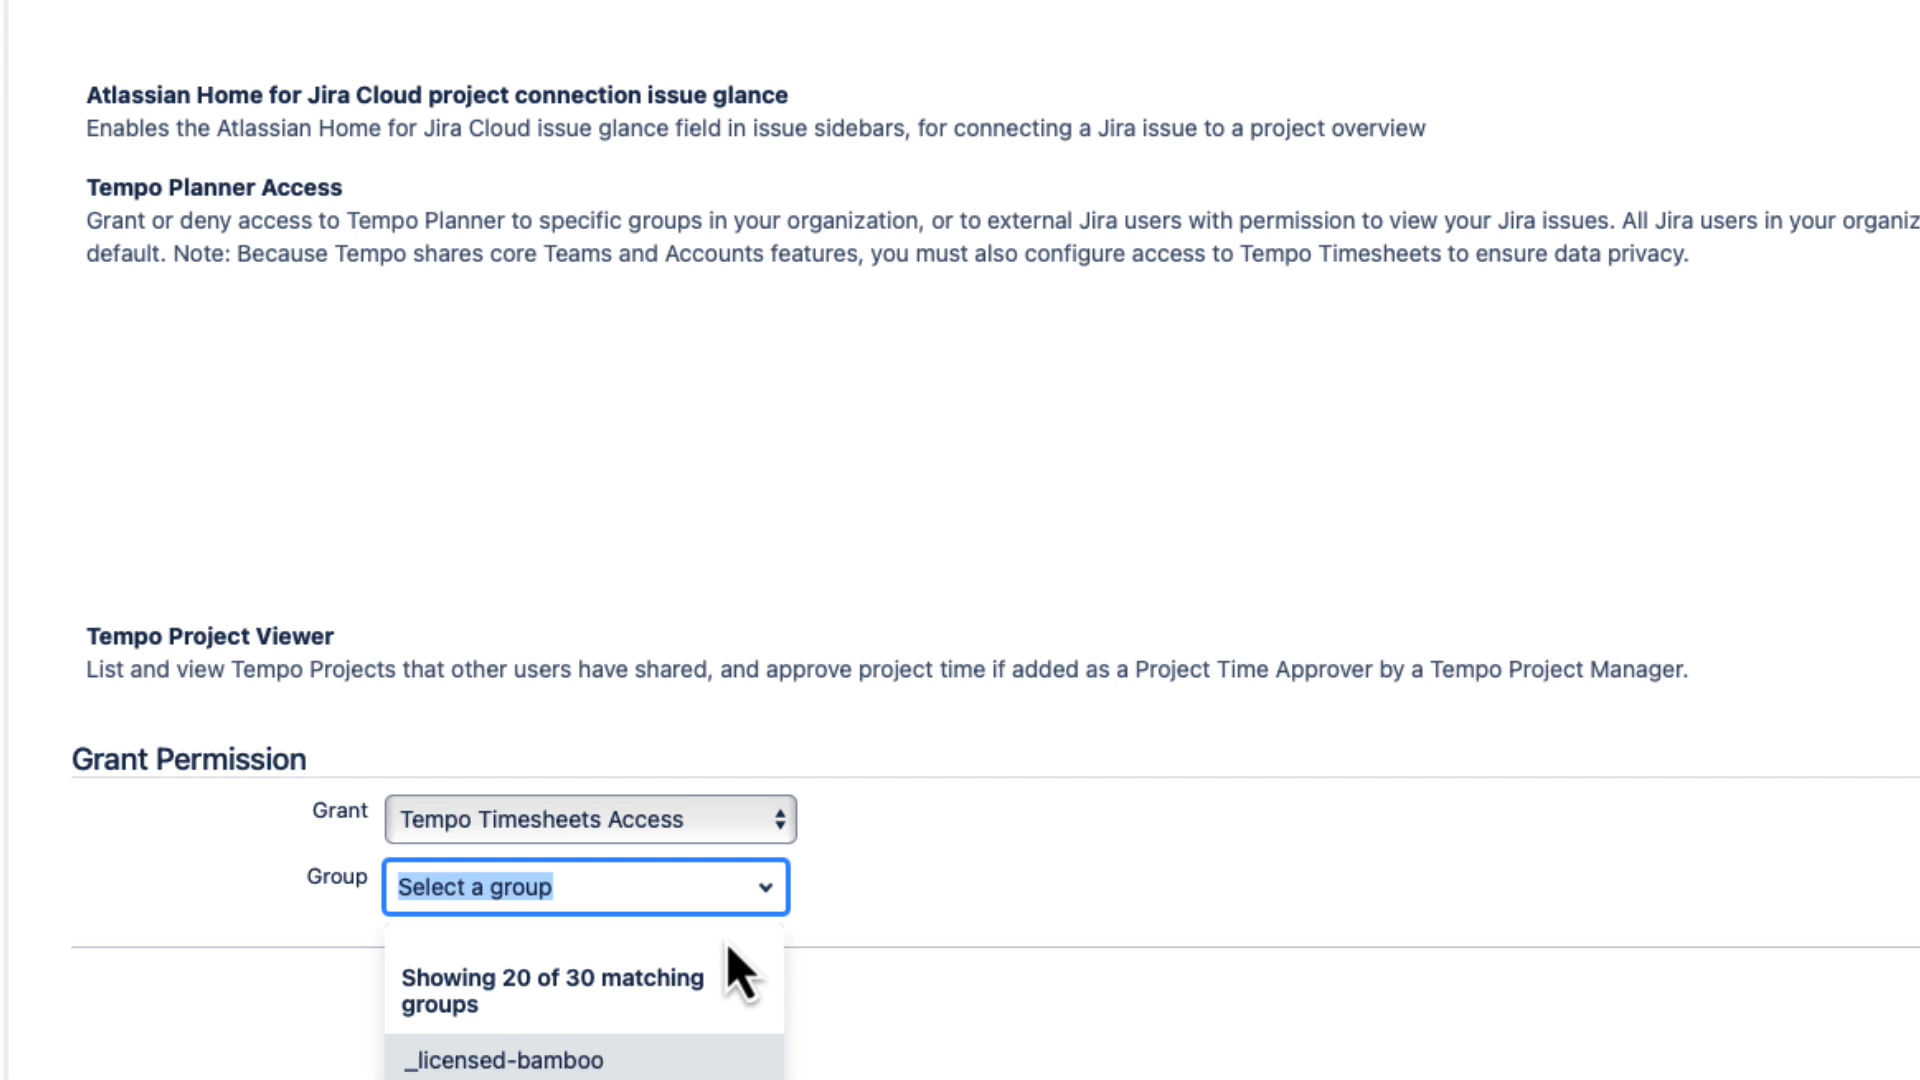 Atlassian Home for Jira Cloud project connection issue glance
Enables the Atlassian Home for Jira Cloud issue glance field in issue sidebars, for connecting a Jira issue to a project overview
Tempo Planner Access
Grant or deny access to Tempo Planner to specific groups in your organization, or to external Jira users with permission to view your Jira issues. All Jira users in your organiz
default. Note: Because Tempo shares core Teams and Accounts features, you must also configure access to Tempo Timesheets to ensure data privacy.
Tempo Project Viewer
List and view Tempo Projects that other users have shared, and approve project time if added as a Project Time Approver by a Tempo Project Manager.
Grant Permission
Grant Tempo Timesheets Access
Group Select a group
Showing 20 of 30 matching
groups
_licensed-bamboo